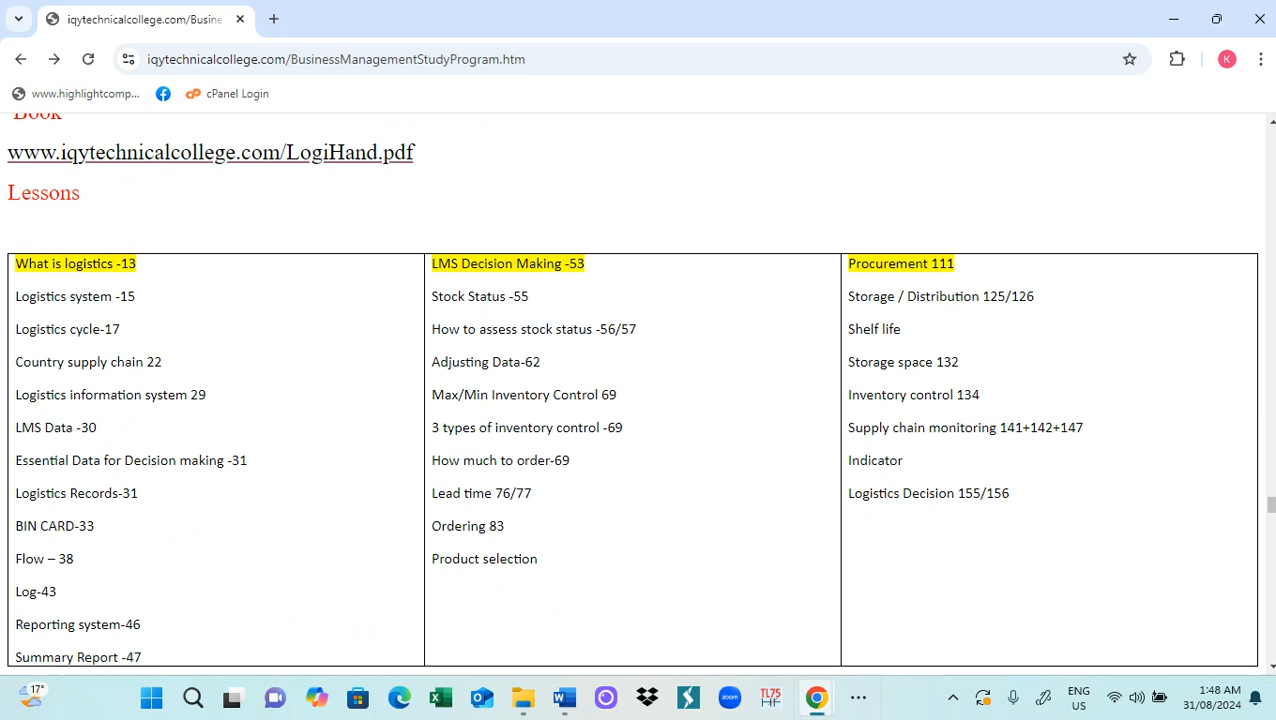 iqytechnicalcollege.com/Busine
iqytechnicalcollege.com/BusinessManagementStudyProgram.htm
K
www.highlightcomp...
cPanel Login
Book
www.iqytechnicalcollege.com/LogiHand.pdf
Lessons
What is logistics -13
Logistics system -15
Logistics cycle-17
Country supply chain 22
Logistics information system 29
LMS Data -30
Essential Data for Decision making -31
Logistics Records-31
BIN CARD-33
Flow – 38
Log-43
Reporting system-46
Summary Report -47
LMS Decision Making -53
Stock Status -55
How to assess stock status -56/57
Adjusting Data-62
Max/Min Inventory Control 69
3 types of inventory control -69
How much to order-69
Lead time 76/77
Ordering 83
Product selection
Procurement 111
Storage / Distribution 125/126
Shelf life
Storage space 132
Inventory control 134
Supply chain monitoring 141+142+147
Indicator
Logistics Decision 155/156
17°
zoom
TL75
ENG
US
1:48 AM
31/08/2024